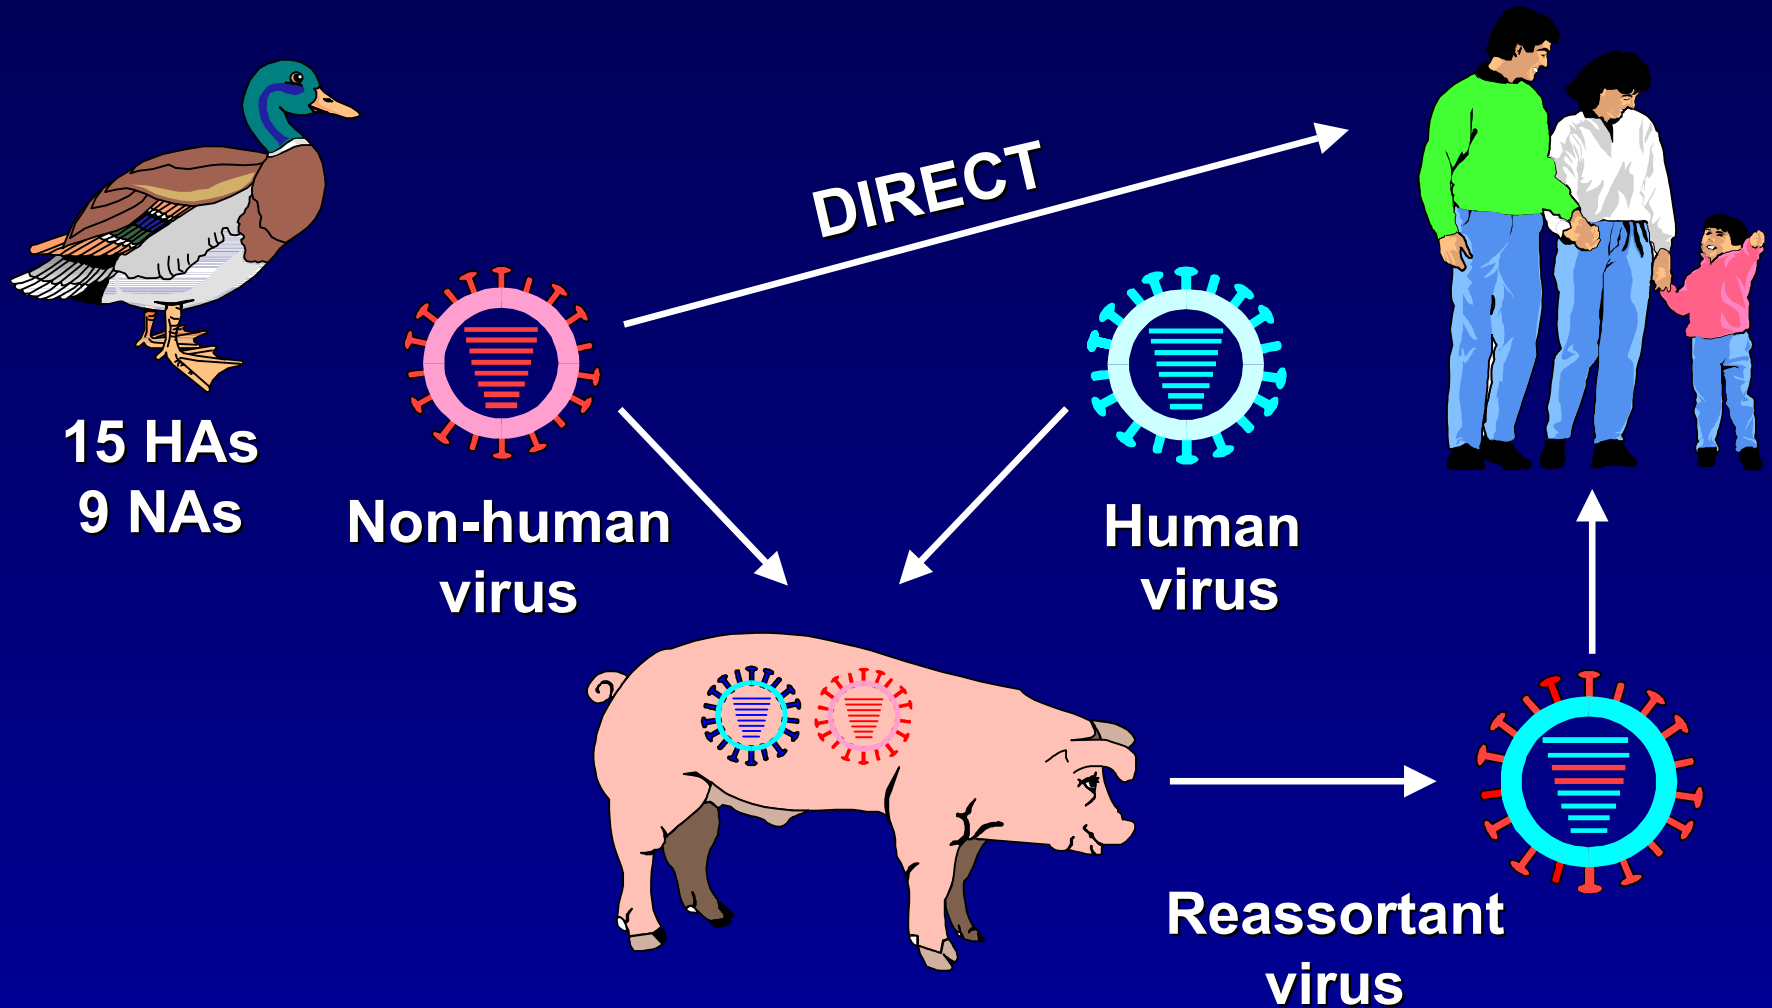 DIRECT
15 HAs
9 NAs
Non-human
virus
Human
virus
Reassortant
virus